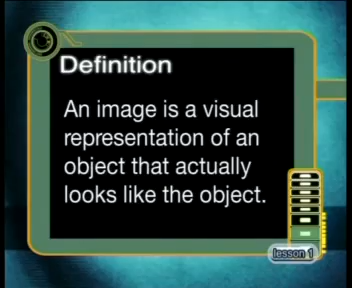 Definition
An image is a visual
representation of an
object that actually
looks like the object.
lesson 1